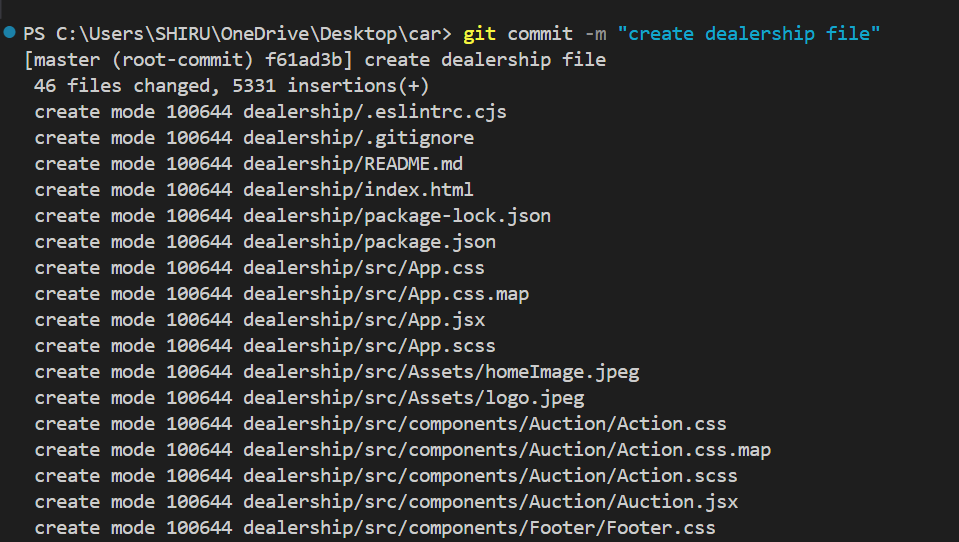 PS C:\Users\SHIRU\OneDrive\Desktop\car> git commit -m "create dealership file"
[master (root-commit) f61ad3b] create dealership file
 46 files changed, 5331 insertions(+)
 create mode 100644 dealership/.eslintrc.cjs
 create mode 100644 dealership/.gitignore
 create mode 100644 dealership/README.md
 create mode 100644 dealership/index.html
 create mode 100644 dealership/package-lock.json
 create mode 100644 dealership/package.json
 create mode 100644 dealership/src/App.css
 create mode 100644 dealership/src/App.css.map
 create mode 100644 dealership/src/App.jsx
 create mode 100644 dealership/src/App.scss
 create mode 100644 dealership/src/Assets/homeImage.jpeg
 create mode 100644 dealership/src/Assets/logo.jpeg
 create mode 100644 dealership/src/components/Auction/Action.css
 create mode 100644 dealership/src/components/Auction/Action.css.map
 create mode 100644 dealership/src/components/Auction/Action.scss
 create mode 100644 dealership/src/components/Auction/Auction.jsx
 create mode 100644 dealership/src/components/Footer/Footer.css